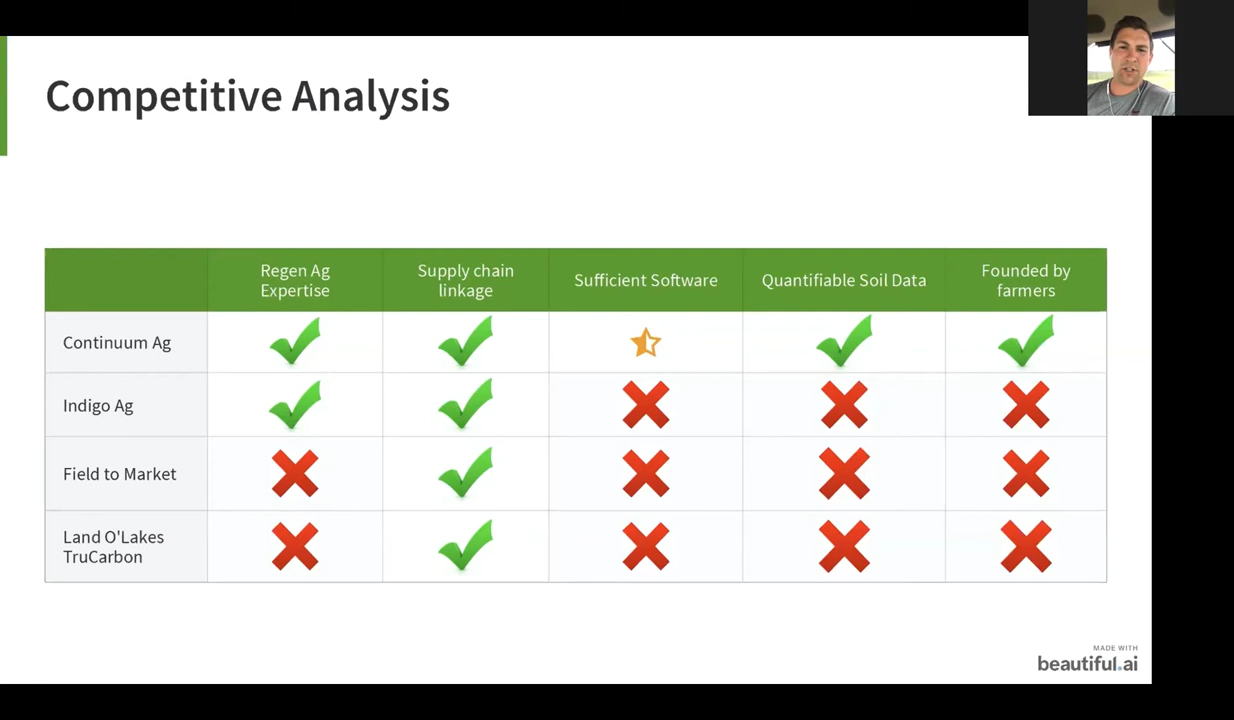 Competitive Analysis
Regen Ag
Expertise
Supply chain
linkage
Sufficient Software
Quantifiable Soil Data
Founded by
farmers
Continuum Ag
Indigo Ag
Field to Market
Land O'Lakes
TruCarbon
MADE WITH
beautiful.ai